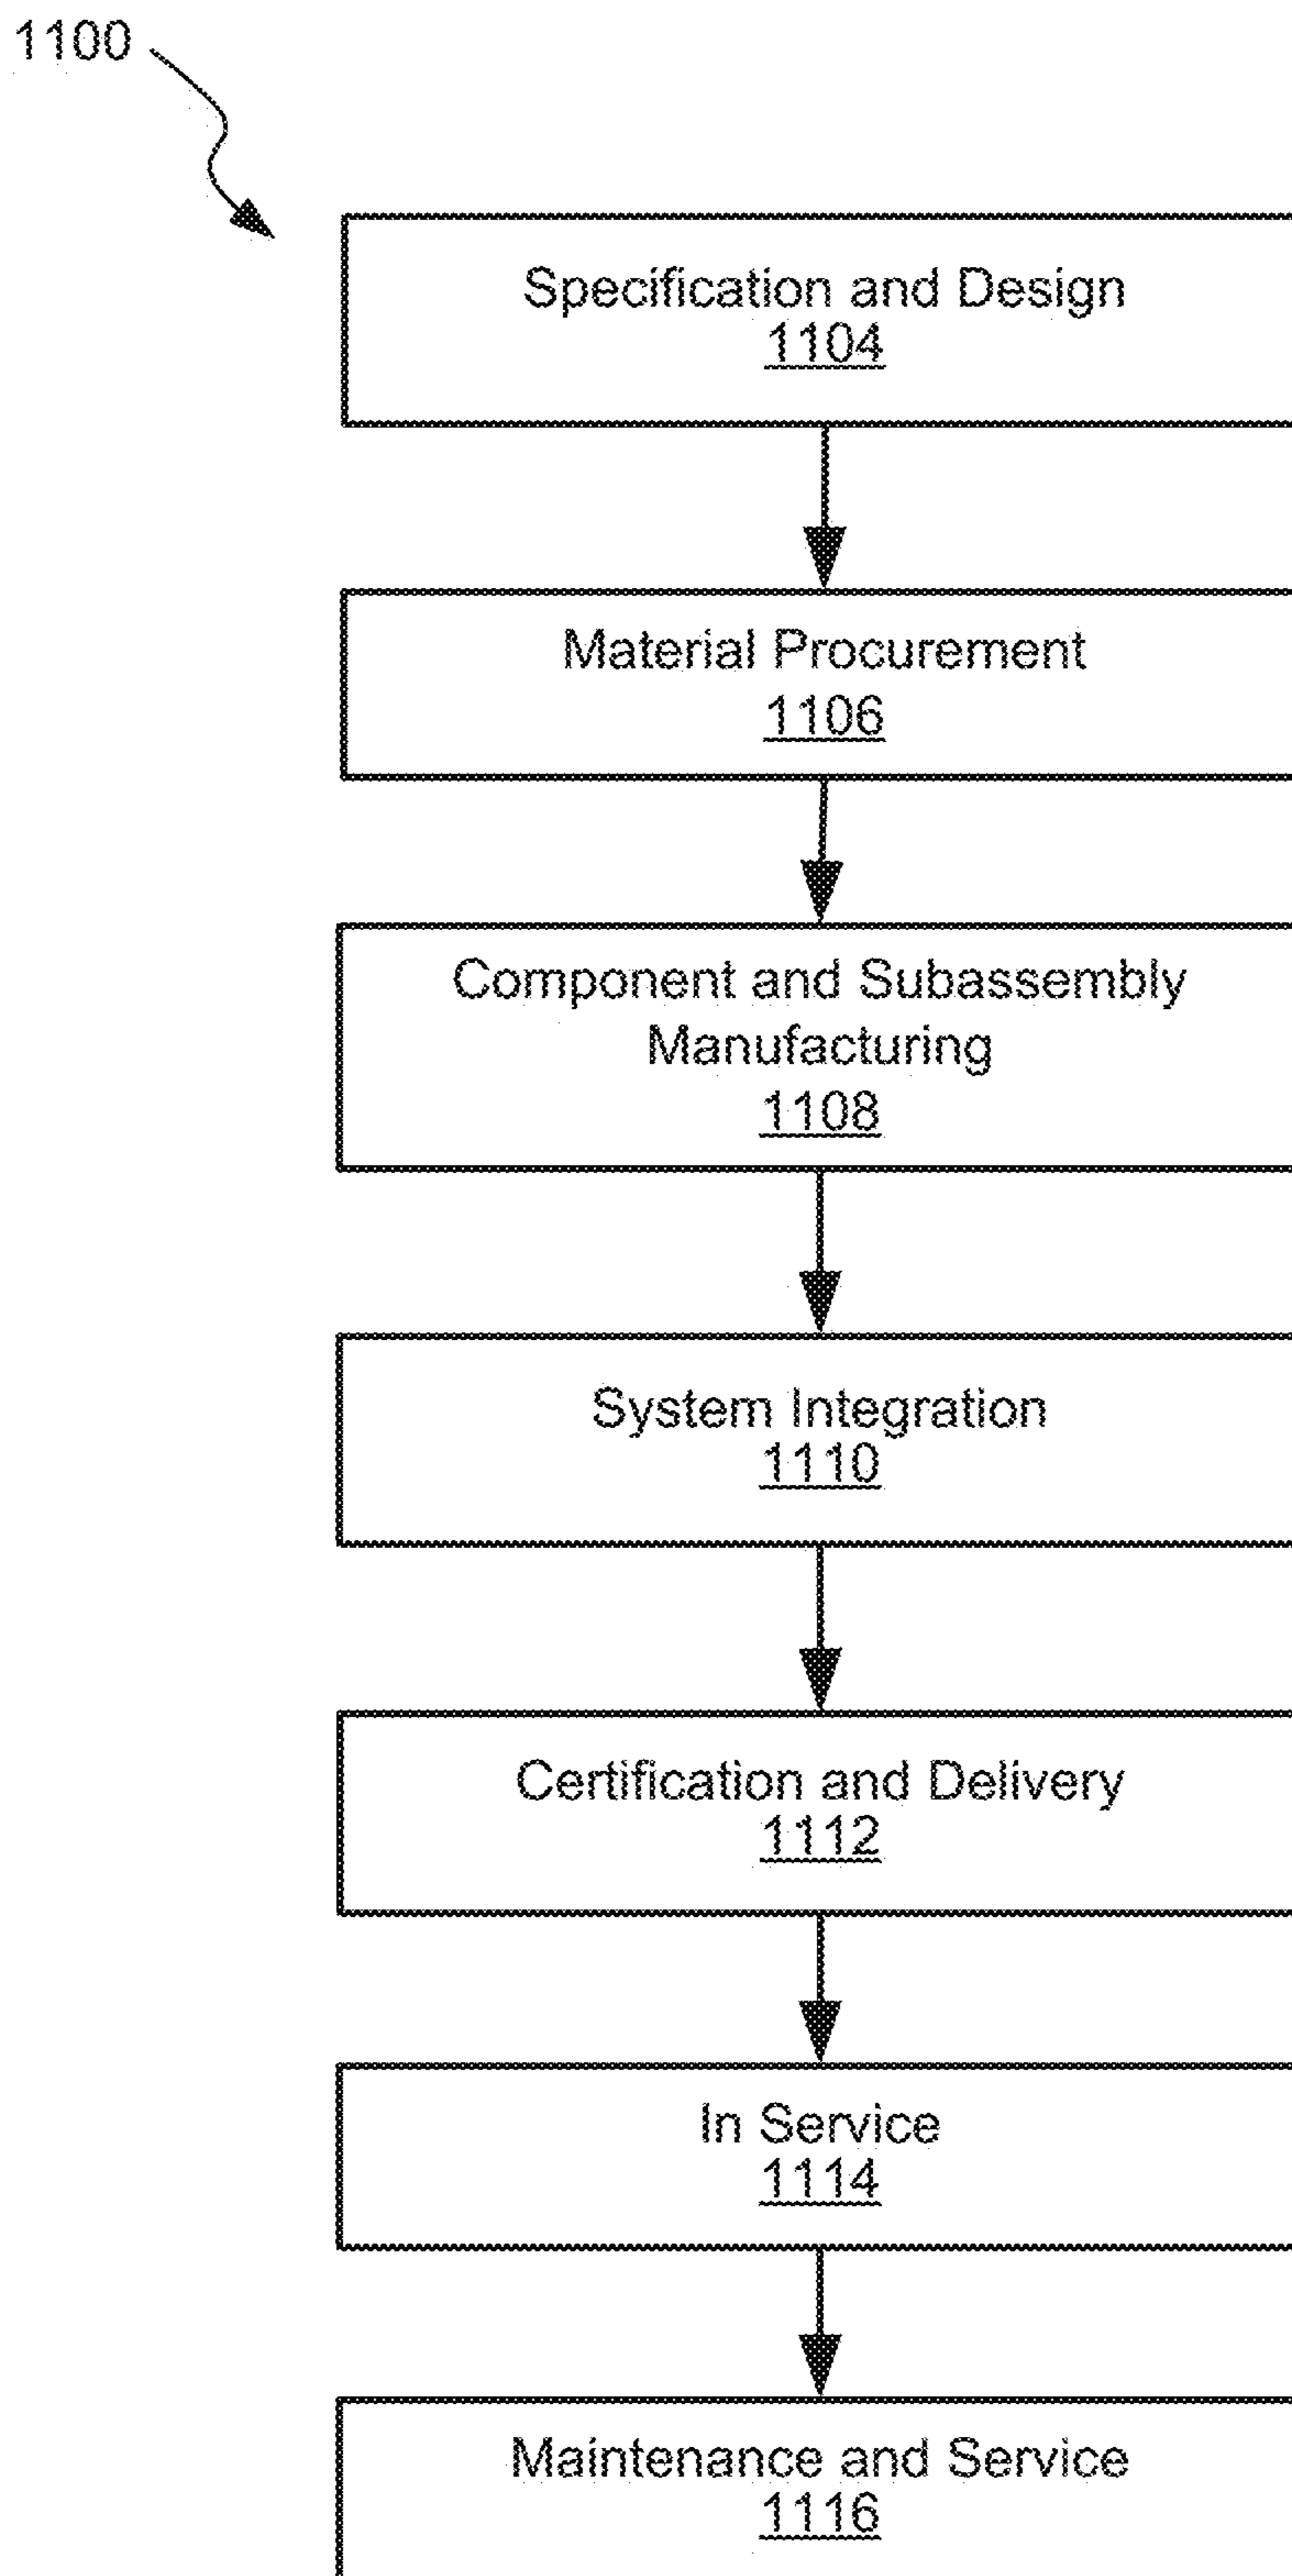 1100
Specification and Design
1104
Material Procurement
1106
Component and Subassembly
Manufacturing
1108
System Integration
1110
Certification and Delivery
1112
In Service
1114
Maintenance and Service
1116